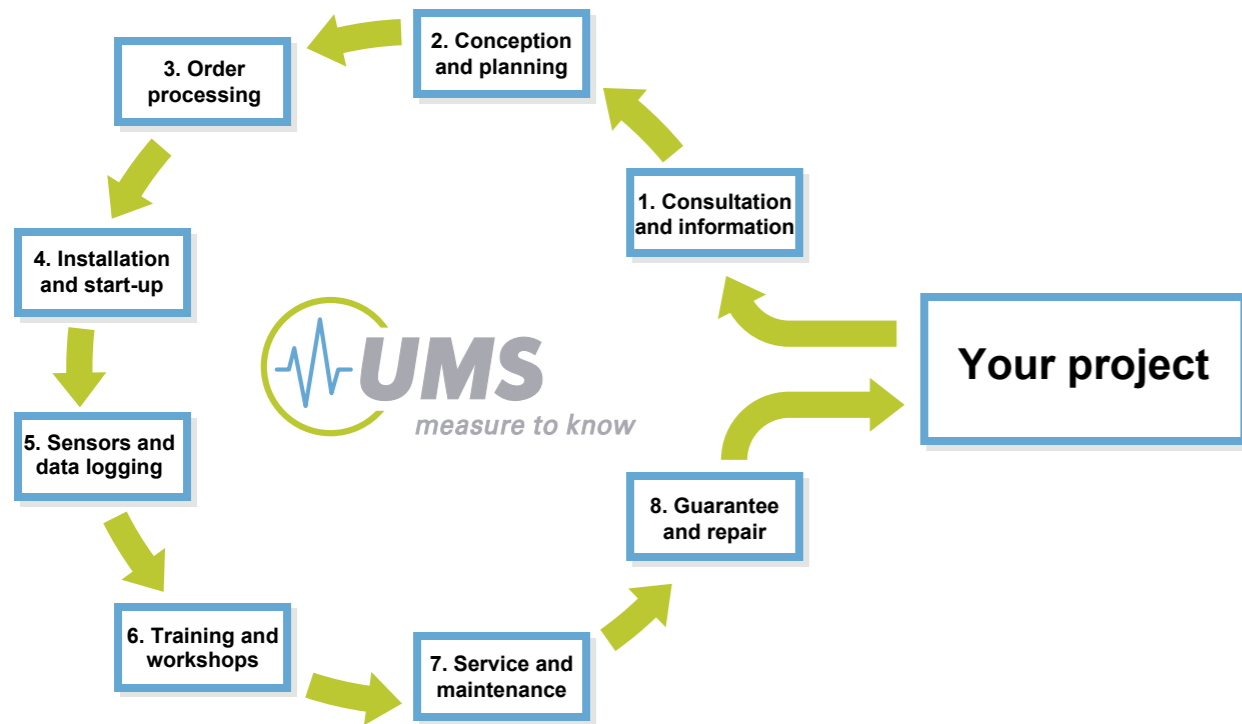 2. Conception
and planning
3. Order
processing
1. Consultation
and information
4. Installation
and start-up
Your project
UMS
measure to know
5. Sensors and
data logging
8. Guarantee
and repair
6. Training and
workshops
7. Service and
maintenance